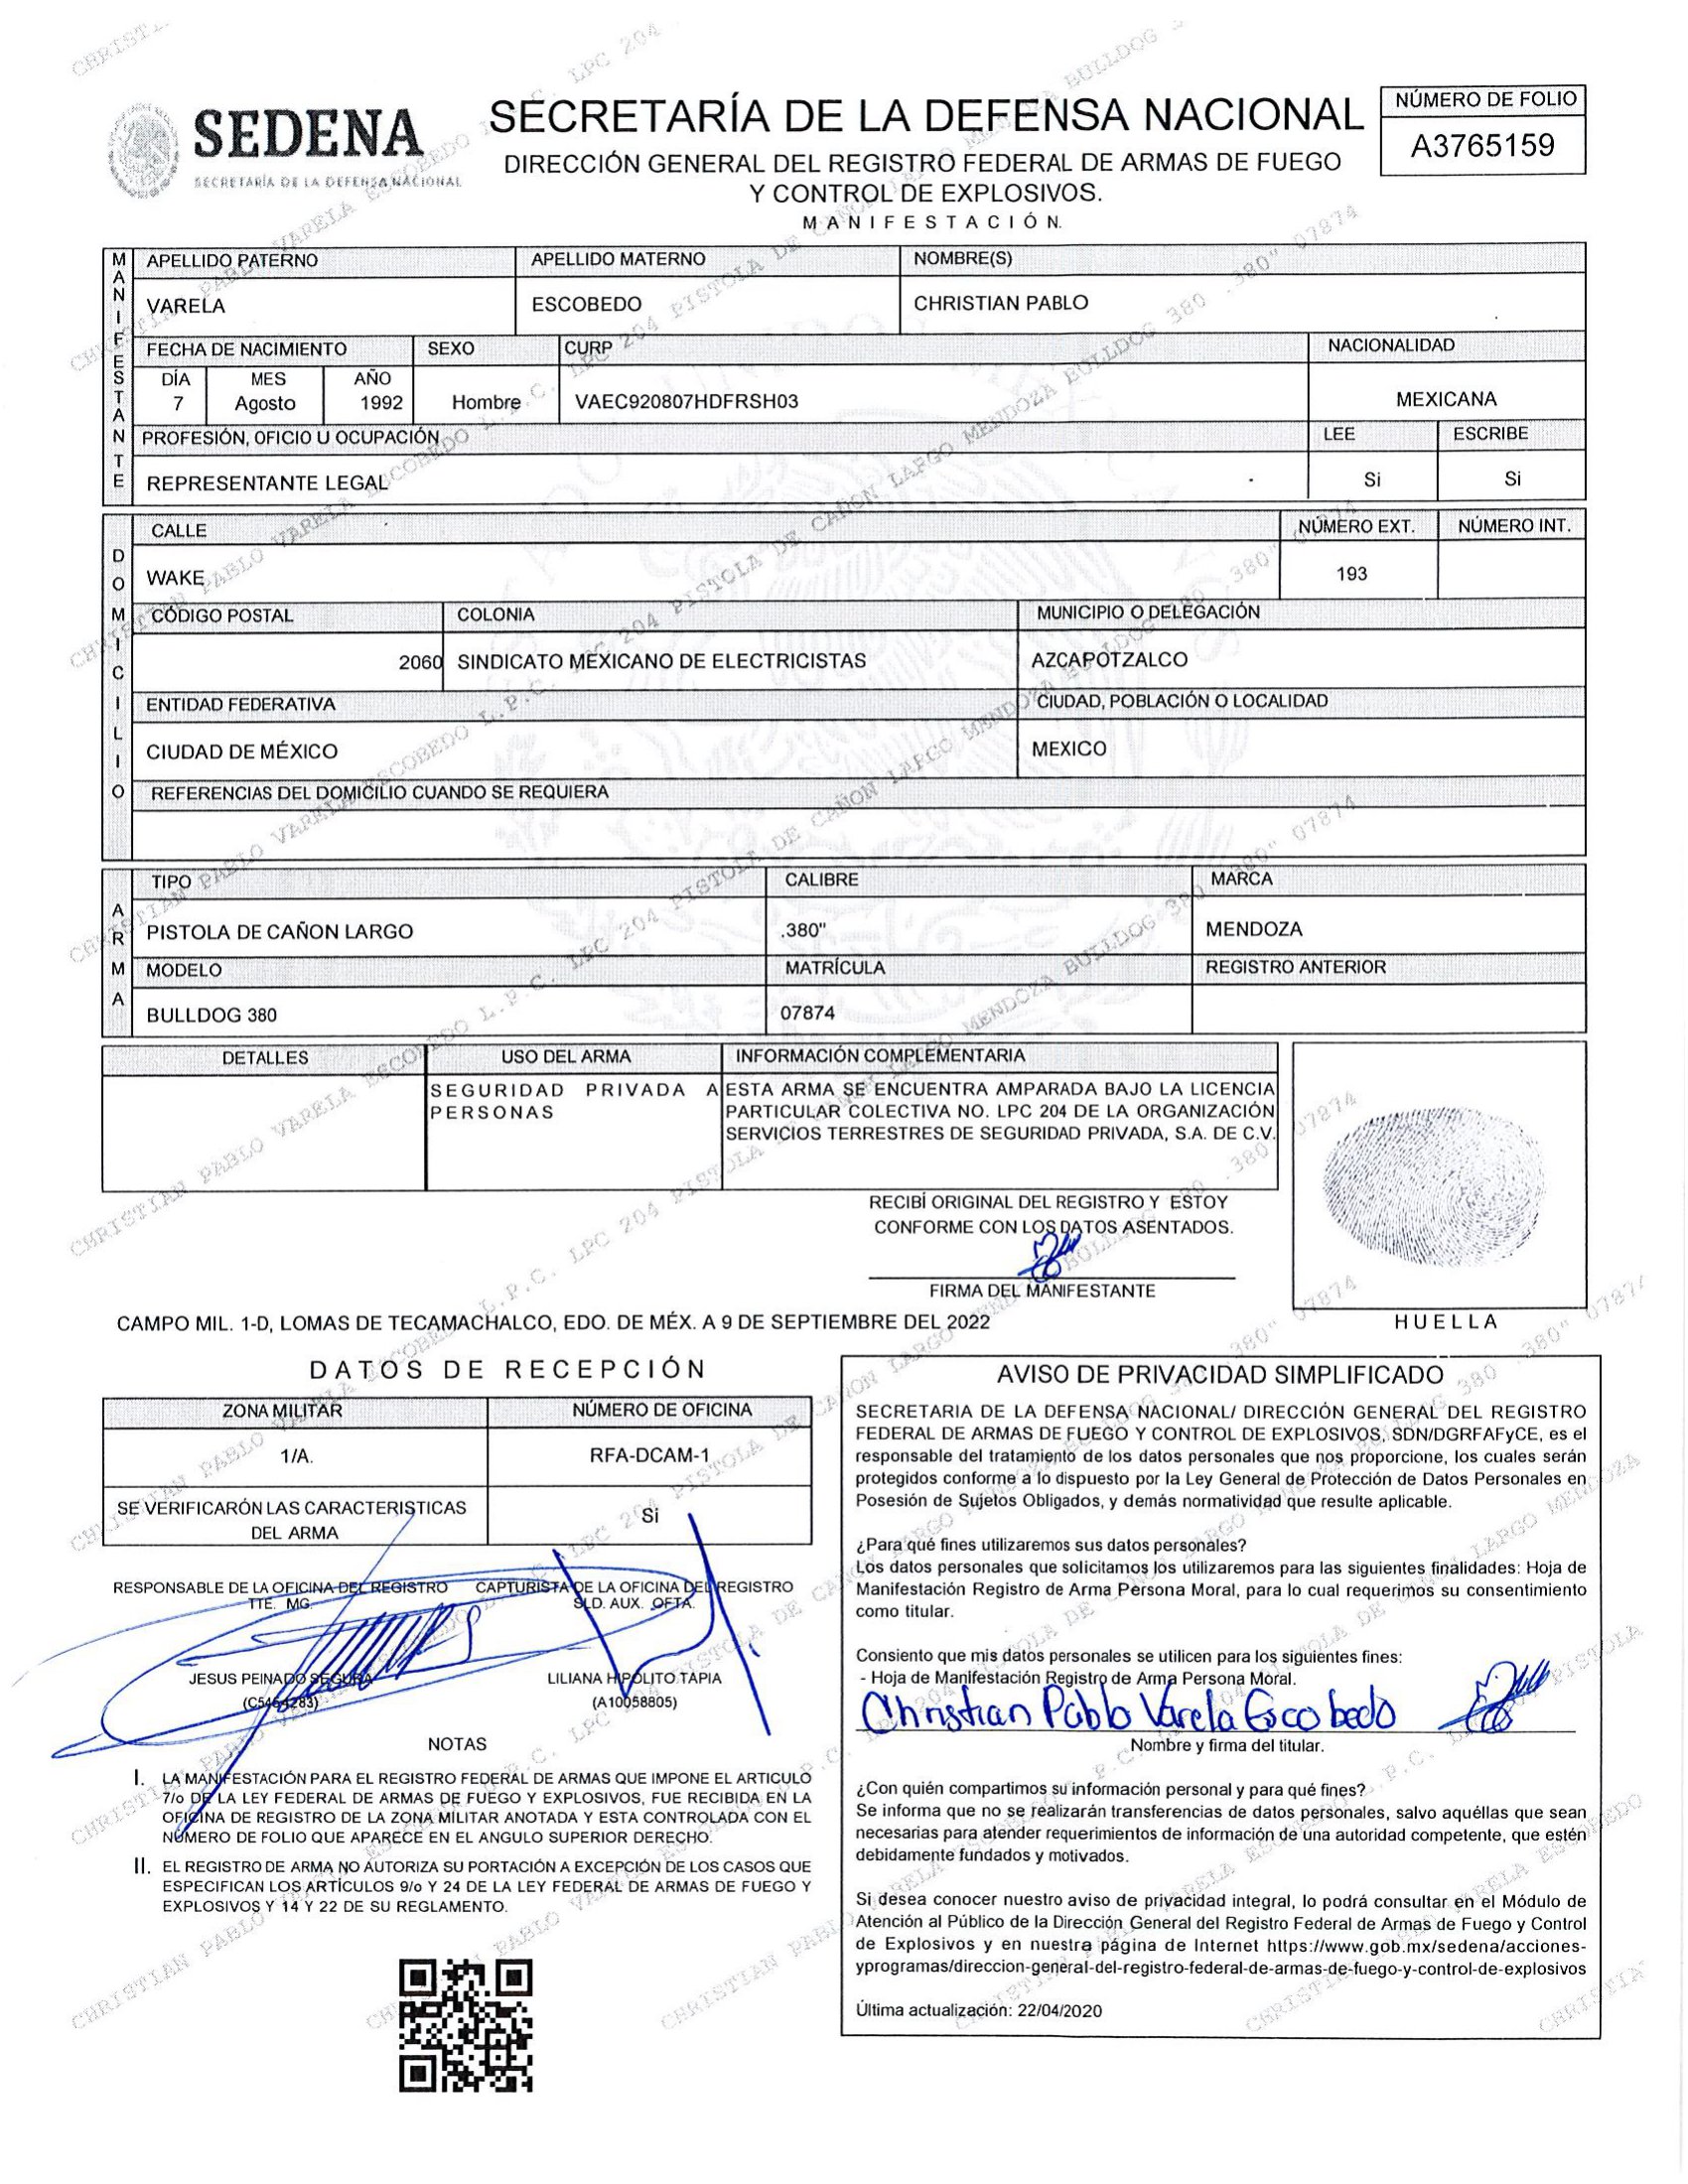 SEDENA
SECRETARÍA DE LA DEFENSA NACIONAL
SECRETARÍA DE LA DEFENSA NACIONAL
DIRECCIÓN GENERAL DEL REGISTRO FEDERAL DE ARMAS DE FUEGO
Y CONTROL DE EXPLOSIVOS.
MANIFESTACIÓN.
NÚMERO DE FOLIO
A3765159
MANIFESTANTE
APELLIDO PATERNO APELLIDO MATERNO NOMBRE(S)
VARELA ESCOBEDO CHRISTIAN PABLO
FECHA DE NACIMIENTO SEXO CURP NACIONALIDAD
DÍA MES AÑO
7 Agosto 1992 Hombre VAEC920807HDFRSH03 MEXICANA
PROFESIÓN, OFICIO U OCUPACIÓN LEE ESCRIBE
REPRESENTANTE LEGAL Si Si
DOMICILIO
CALLE NÚMERO EXT. NÚMERO INT.
WAKE 193
CÓDIGO POSTAL COLONIA MUNICIPIO O DELEGACIÓN
2060 SINDICATO MEXICANO DE ELECTRICISTAS AZCAPOTZALCO
ENTIDAD FEDERATIVA CIUDAD, POBLACIÓN O LOCALIDAD
CIUDAD DE MÉXICO MEXICO
REFERENCIAS DEL DOMICILIO CUANDO SE REQUIERA
ARMA
TIPO CALIBRE MARCA
PISTOLA DE CAÑON LARGO .380" MENDOZA
MODELO MATRÍCULA REGISTRO ANTERIOR
BULLDOG 380 07874
DETALLES USO DEL ARMA INFORMACIÓN COMPLEMENTARIA
SEGURIDAD PRIVADA A
PERSONAS
ESTA ARMA SE ENCUENTRA AMPARADA BAJO LA LICENCIA
PARTICULAR COLECTIVA NO. LPC 204 DE LA ORGANIZACIÓN
SERVICIOS TERRESTRES DE SEGURIDAD PRIVADA, S.A. DE C.V.
RECIBÍ ORIGINAL DEL REGISTRO Y ESTOY
CONFORME CON LOS DATOS ASENTADOS.
FIRMA DEL MANIFESTANTE
HUELLA
CAMPO MIL. 1-D, LOMAS DE TECAMACHALCO, EDO. DE MÉX. A 9 DE SEPTIEMBRE DEL 2022
DATOS DE RECEPCIÓN
ZONA MILITAR NÚMERO DE OFICINA
1/A. RFA-DCAM-1
SE VERIFICARÓN LAS CARACTERISTICAS
DEL ARMA
Si
RESPONSABLE DE LA OFICINA DEL REGISTRO
TTE. MG.
JESUS PEINADO SEGURA
(C5464283)
CAPTURISTA DE LA OFICINA DEL REGISTRO
SLD. AUX. OFTA.
LILIANA HIPÓLITO TAPIA
(A10058805)
NOTAS
I. LA MANIFESTACIÓN PARA EL REGISTRO FEDERAL DE ARMAS QUE IMPONE EL ARTICULO
7/o DE LA LEY FEDERAL DE ARMAS DE FUEGO Y EXPLOSIVOS, FUE RECIBIDA EN LA
OFICINA DE REGISTRO DE LA ZONA MILITAR ANOTADA Y ESTA CONTROLADA CON EL
NÚMERO DE FOLIO QUE APARECE EN EL ANGULO SUPERIOR DERECHO.
II. EL REGISTRO DE ARMA NO AUTORIZA SU PORTACIÓN A EXCEPCIÓN DE LOS CASOS QUE
ESPECIFICAN LOS ARTÍCULOS 9/o Y 24 DE LA LEY FEDERAL DE ARMAS DE FUEGO Y
EXPLOSIVOS Y 14 Y 22 DE SU REGLAMENTO.
AVISO DE PRIVACIDAD SIMPLIFICADO
SECRETARIA DE LA DEFENSA NACIONAL/ DIRECCIÓN GENERAL DEL REGISTRO
FEDERAL DE ARMAS DE FUEGO Y CONTROL DE EXPLOSIVOS, SDN/DGRFAFyCE, es el
responsable del tratamiento de los datos personales que nos proporcione, los cuales serán
protegidos conforme a lo dispuesto por la Ley General de Protección de Datos Personales en
Posesión de Sujetos Obligados, y demás normatividad que resulte aplicable.
¿Para qué fines utilizaremos sus datos personales?
Los datos personales que solicitamos los utilizaremos para las siguientes finalidades: Hoja de
Manifestación Registro de Arma Persona Moral, para lo cual requerimos su consentimiento
como titular.
Consiento que mis datos personales se utilicen para los siguientes fines:
- Hoja de Manifestación Registro de Arma Persona Moral.
Christian Pablo Varela Escobedo
Nombre y firma del titular.
¿Con quién compartimos su información personal y para qué fines?
Se informa que no se realizarán transferencias de datos personales, salvo aquéllas que sean
necesarias para atender requerimientos de información de una autoridad competente, que estén
debidamente fundados y motivados.
Si desea conocer nuestro aviso de privacidad integral, lo podrá consultar en el Módulo de
Atención al Público de la Dirección General del Registro Federal de Armas de Fuego y Control
de Explosivos y en nuestra página de Internet https://www.gob.mx/sedena/acciones-
yprogramas/direccion-general-del-registro-federal-de-armas-de-fuego-y-control-de-explosivos
Última actualización: 22/04/2020
CHRISTIAN PABLO VARELA ESCOBEDO L.P.C. LPC 204 PISTOLA DE CAÑON LARGO MENDOZA BULLDOG 380 .380" 07874